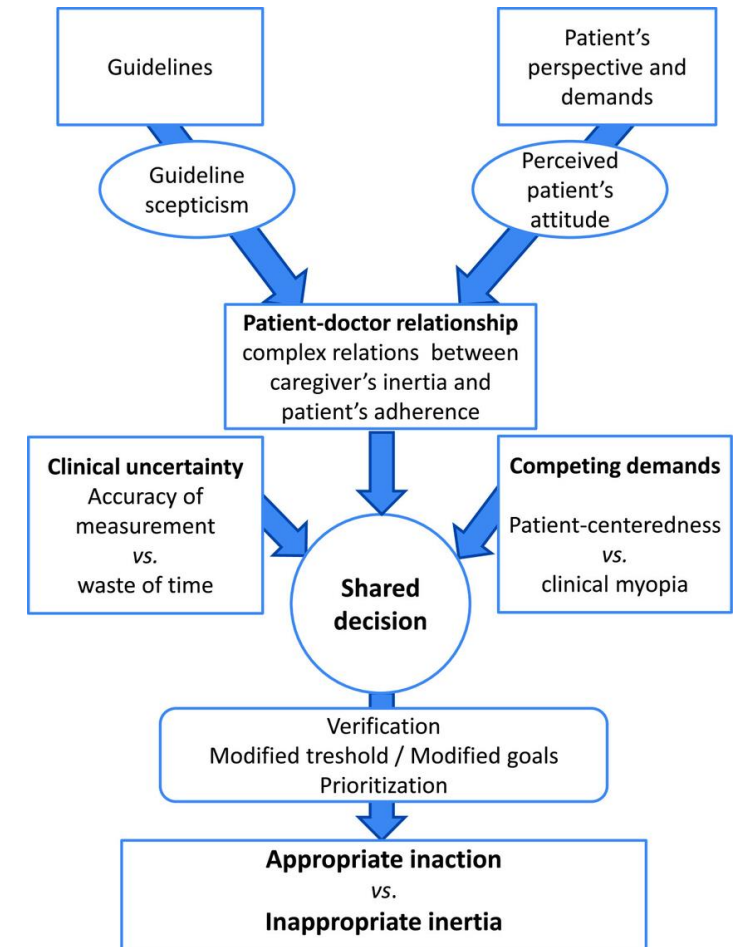 Guidelines
Patient's
perspective and
demands
Guideline
scepticism
Perceived
patient's
attitude
Patient-doctor relationship
complex relations between
caregiver's inertia and
patient's adherence
Clinical uncertainty
Accuracy of
measurement
vs.
waste of time
Competing demands
Patient-centeredness
vs.
clinical myopia
Shared
decision
Verification
Modified treshold / Modified goals
Prioritization
Appropriate inaction
vs.
Inappropriate inertia